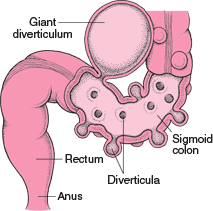 Giant
diverticulum
Sigmoid
colon
Rectum
Diverticula
Anus